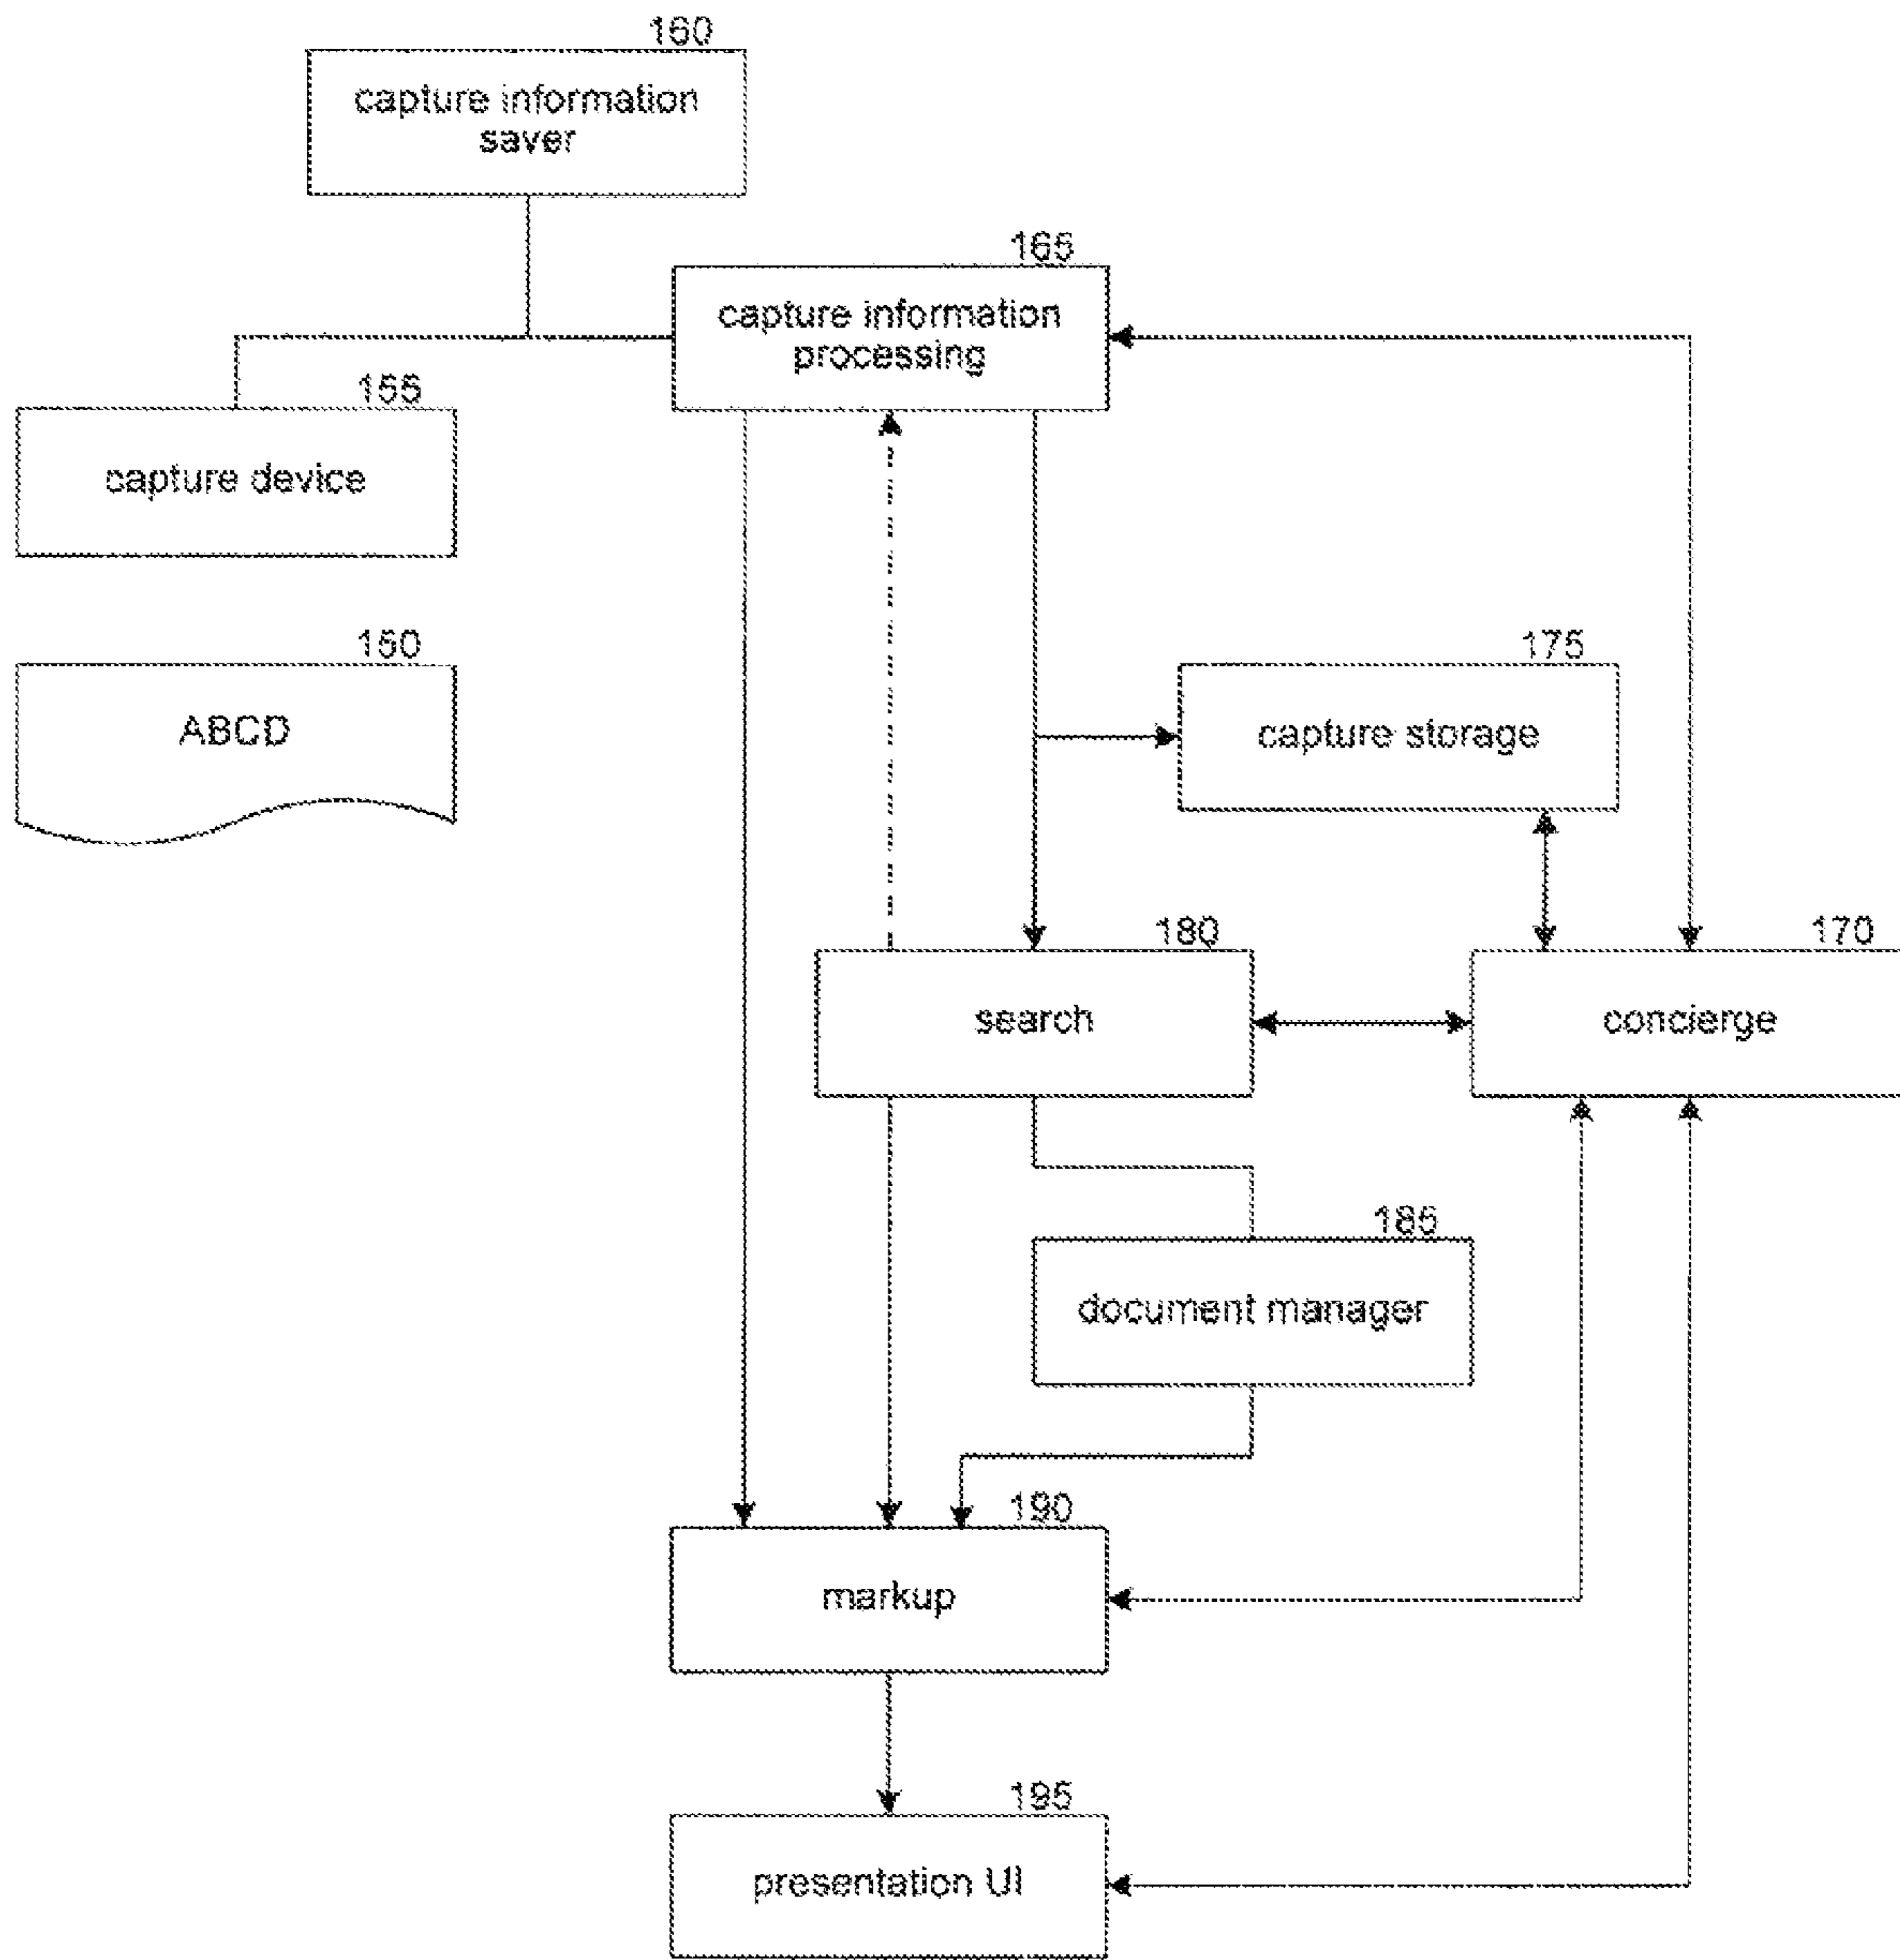 160
capture information
saver
165
capture information
processing
155
capture device
150
ABCD
175
capture storage
180
search
170
concierge
185
document manager
190
markup
195
presentation UI